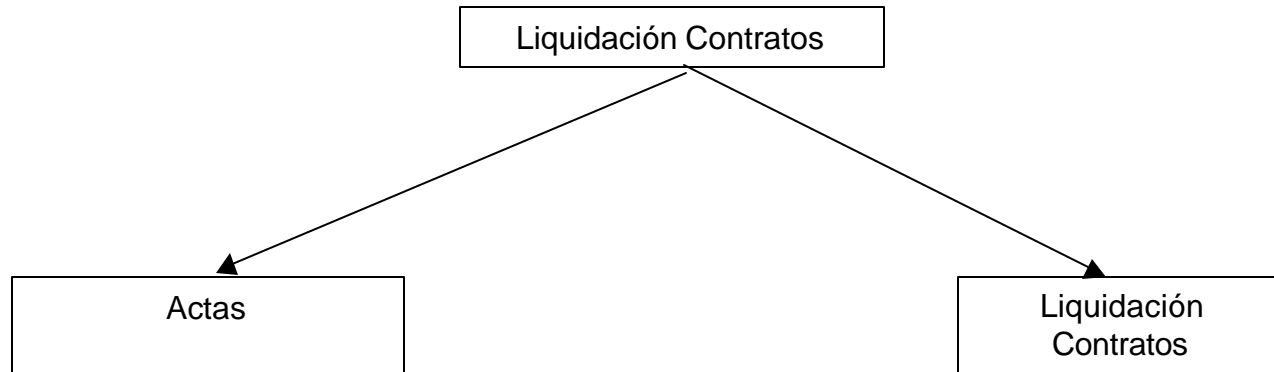 Liquidación Contratos
Actas
Liquidación
Contratos